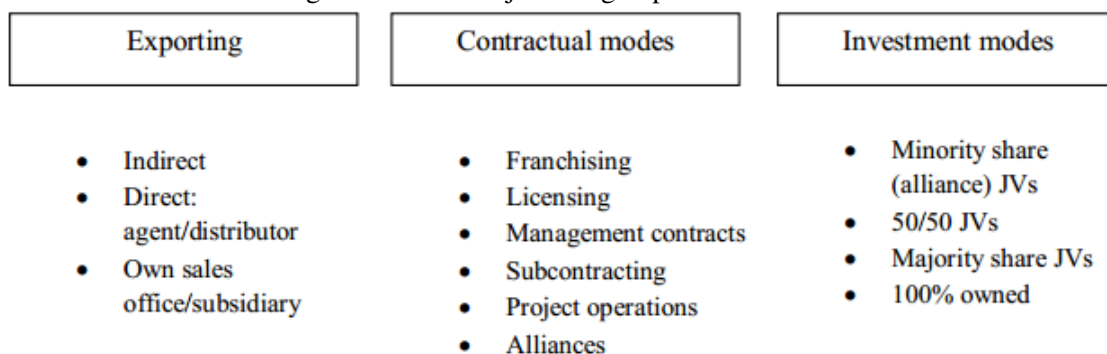 Exporting
Contractual modes
Investment modes
• Indirect
• Direct:
agent/distributor
• Own sales
office/subsidiary
• Franchising
• Licensing
• Management contracts
• Subcontracting
• Project operations
• Alliances
• Minority share
(alliance) JVs
• 50/50 JVs
• Majority share JVs
• 100% owned